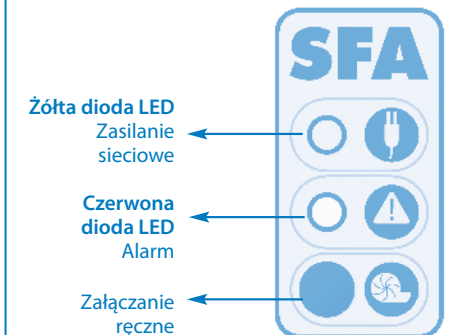 SFA
Żółta dioda LED
Zasilanie
sieciowe
Czerwona
dioda LED
Alarm
Załączanie
ręczne